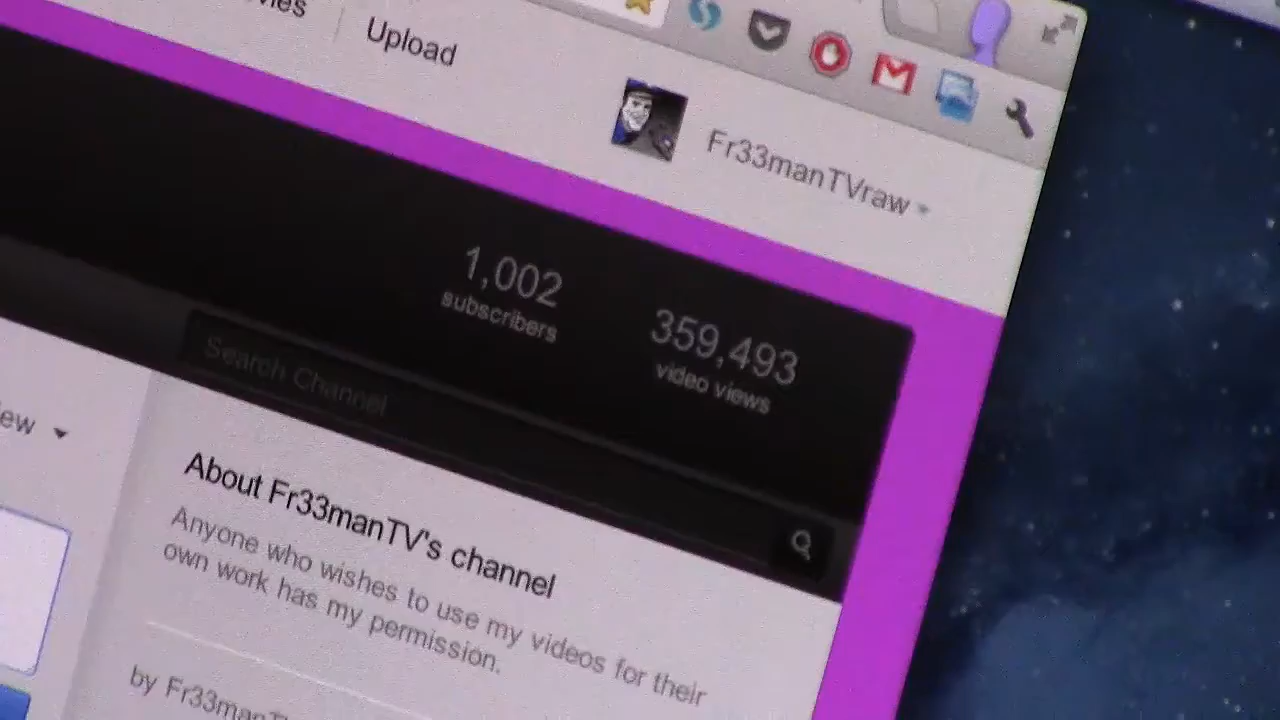 Upload
Fr33manTVraw
1,002
subscribers
359,493
video views
Search Channel
About Fr33manTV's channel
Anyone who wishes to use my videos for their
own work has my permission.
by